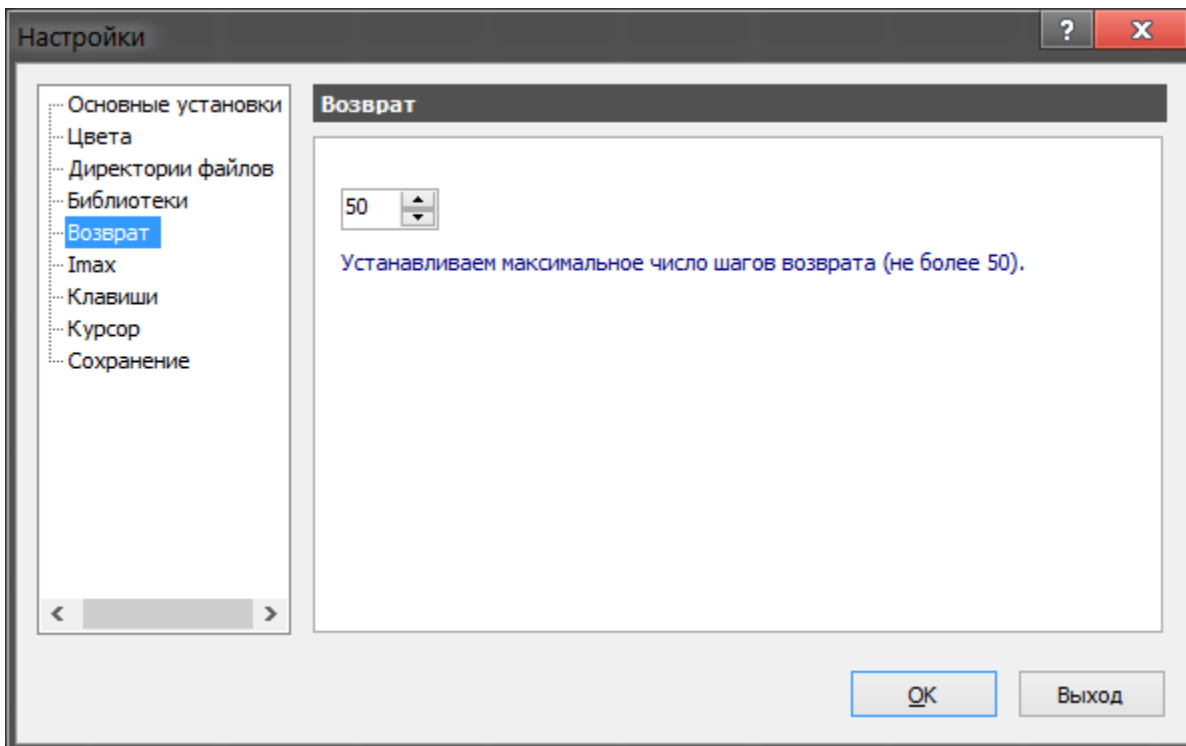 Настройки
?
x
Основные установки
Цвета
Директории файлов
Библиотеки
Возврат
Imax
Клавиши
Курсор
Сохранение
Возврат
50
Устанавливаем максимальное число шагов возврата (не более 50).
OK
Выход